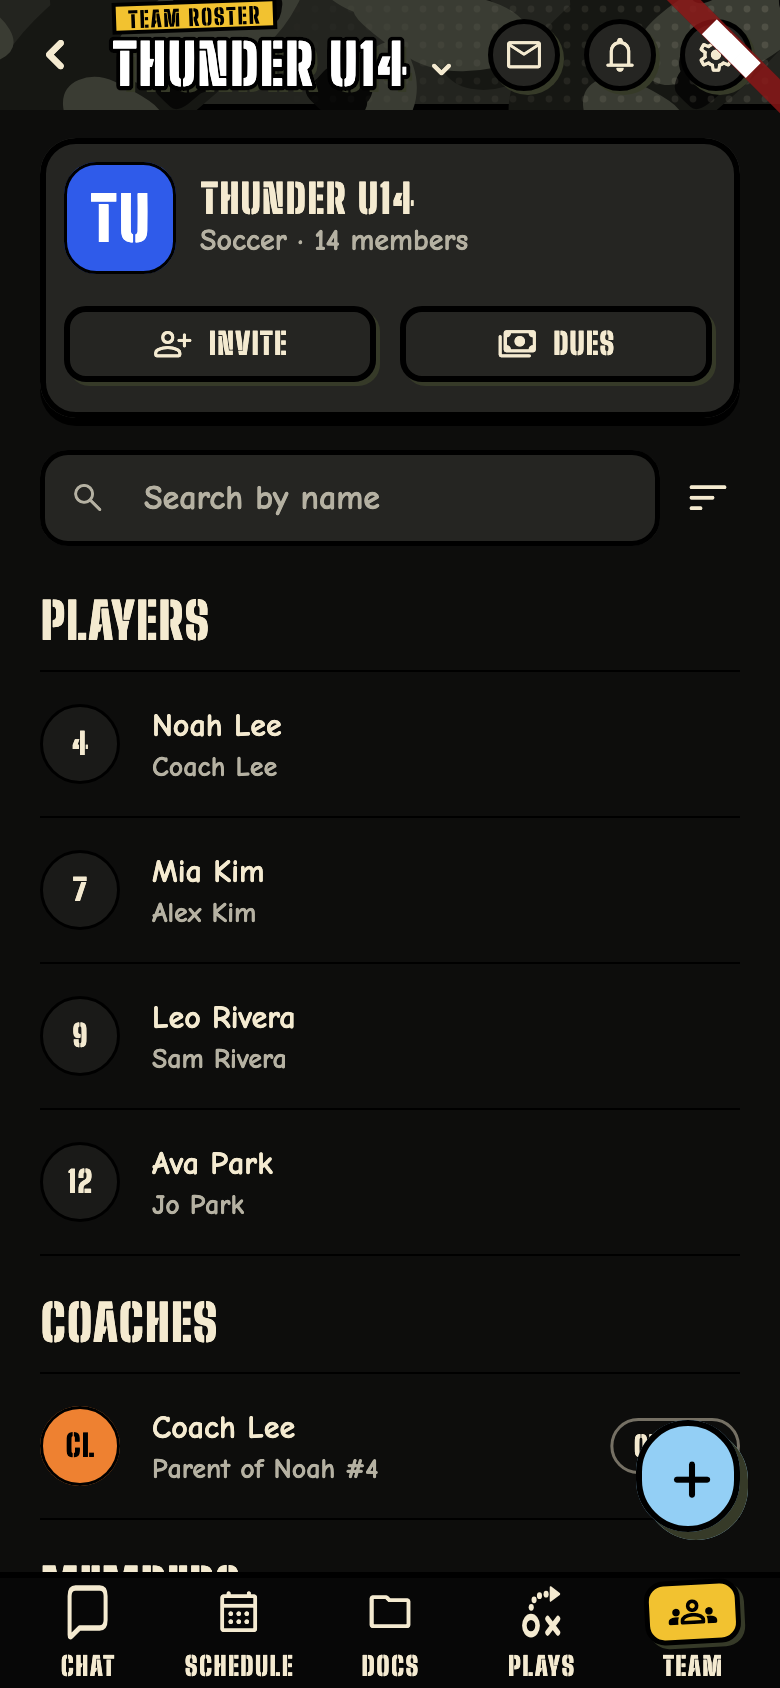 TEAM ROSTER
THUNDER U14
TU
THUNDER U14
Soccer · 14 members
INVITE
DUES
Search by name
PLAYERS
4
Noah Lee
Coach Lee
7
Mia Kim
Alex Kim
9
Leo Rivera
Sam Rivera
12
Ava Park
Jo Park
COACHES
CL
Coach Lee
Parent of Noah #4
CHAT
SCHEDULE
DOCS
PLAYS
TEAM